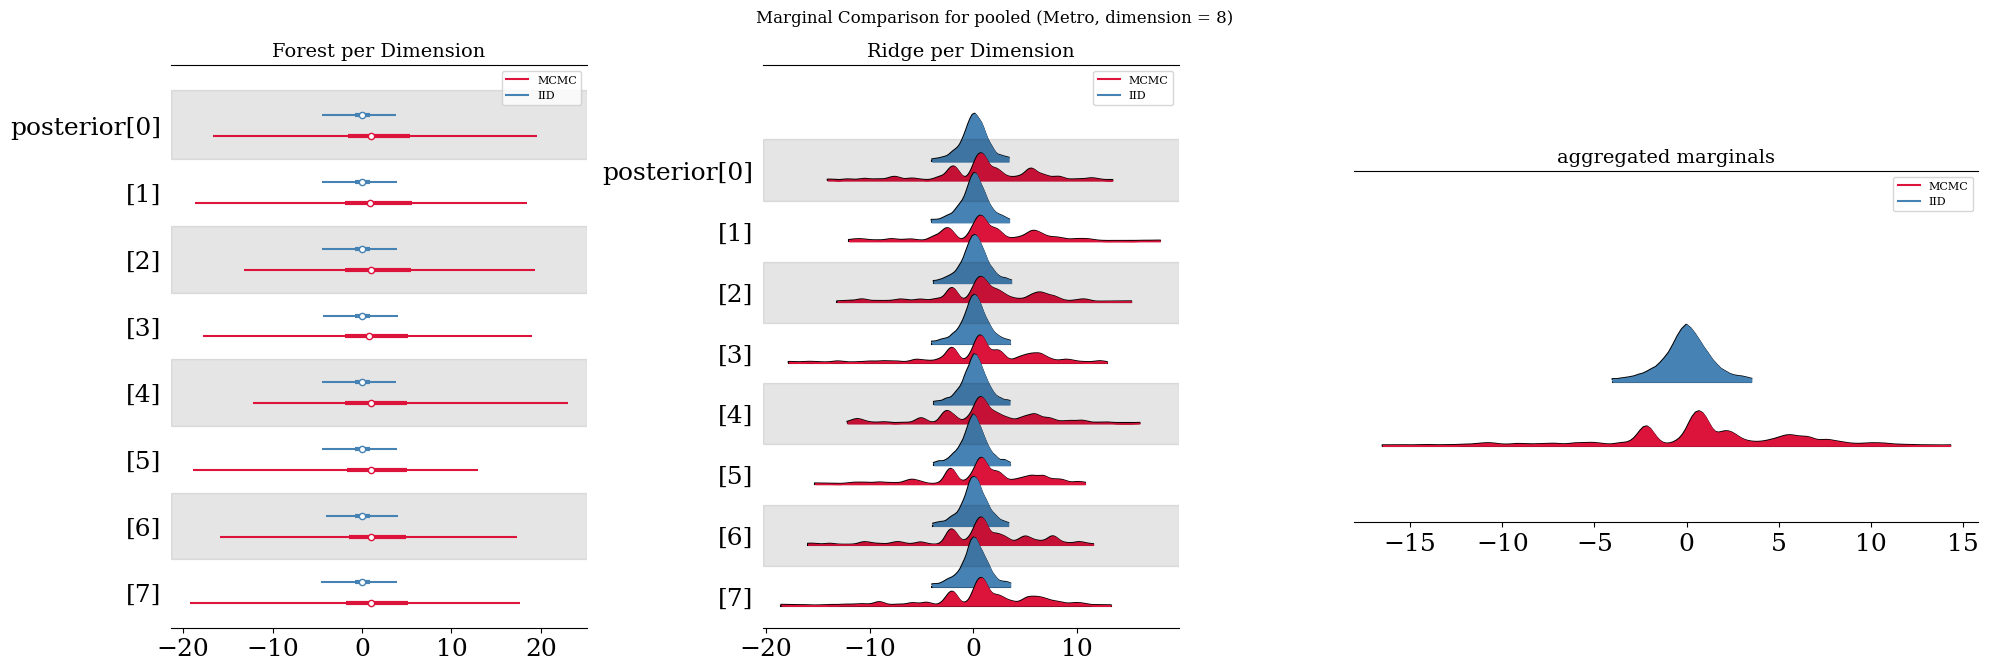 Marginal Comparison for pooled (Metro, dimension = 8)
Forest per Dimension
MCMC
IID
posterior[0]
[1]
[2]
[3]
[4]
[5]
[6]
[7]
−20 −10 0 10 20
Ridge per Dimension
MCMC
IID
posterior[0]
[1]
[2]
[3]
[4]
[5]
[6]
[7]
−20 −10 0 10
aggregated marginals
MCMC
IID
−15 −10 −5 0 5 10 15